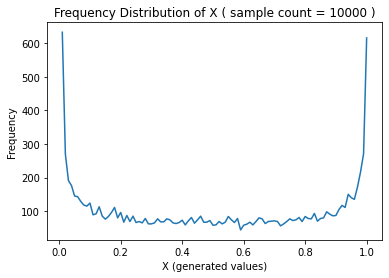 Frequency Distribution of X ( sample count = 10000 )
600
500
400
300
200
100
Frequency
0.0 0.2 0.4 0.6 0.8 1.0
X (generated values)